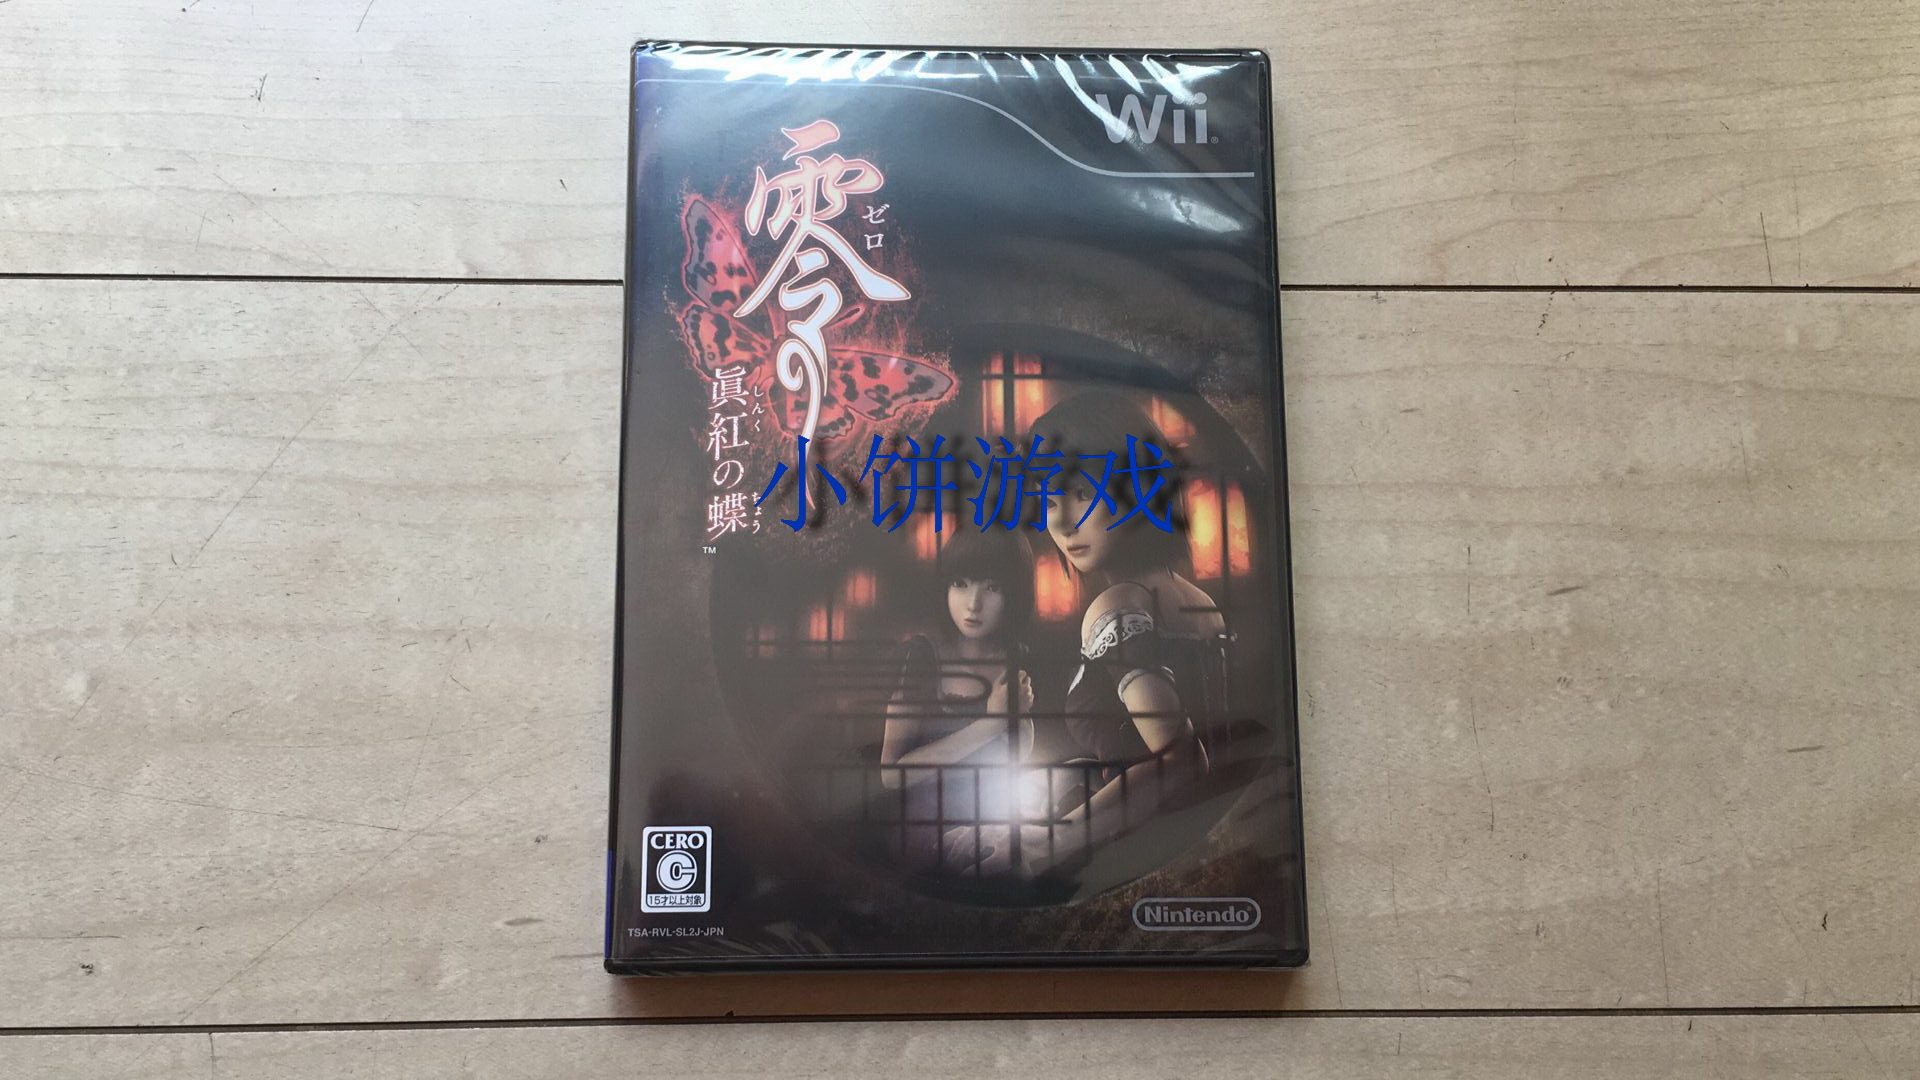 Wii
零
ゼロ
眞紅の蝶
しんく
ちょう
TM
小饼游戏
CERO
C
15才以上対象
TSA-RVL-SL2J-JPN
Nintendo